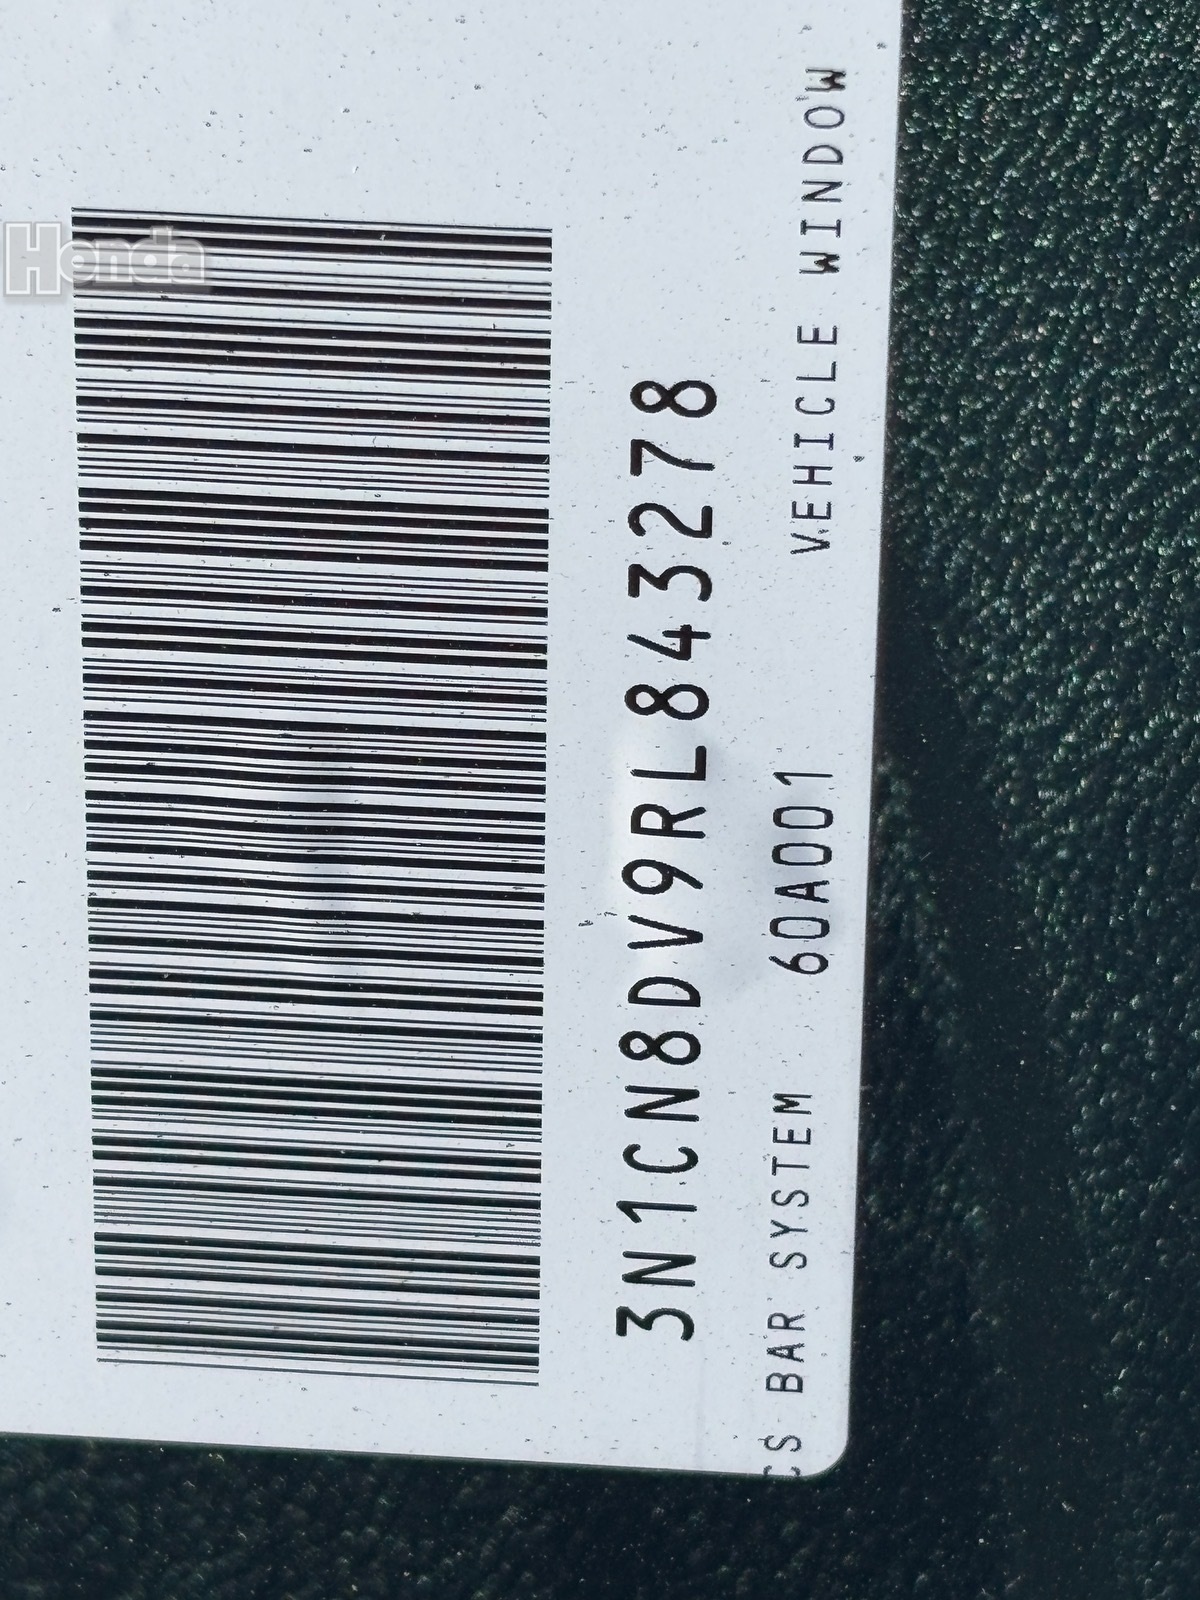 Honda
3N1CN8DV9RL843278
CS BAR SYSTEM 60A001 VEHICLE WINDOW